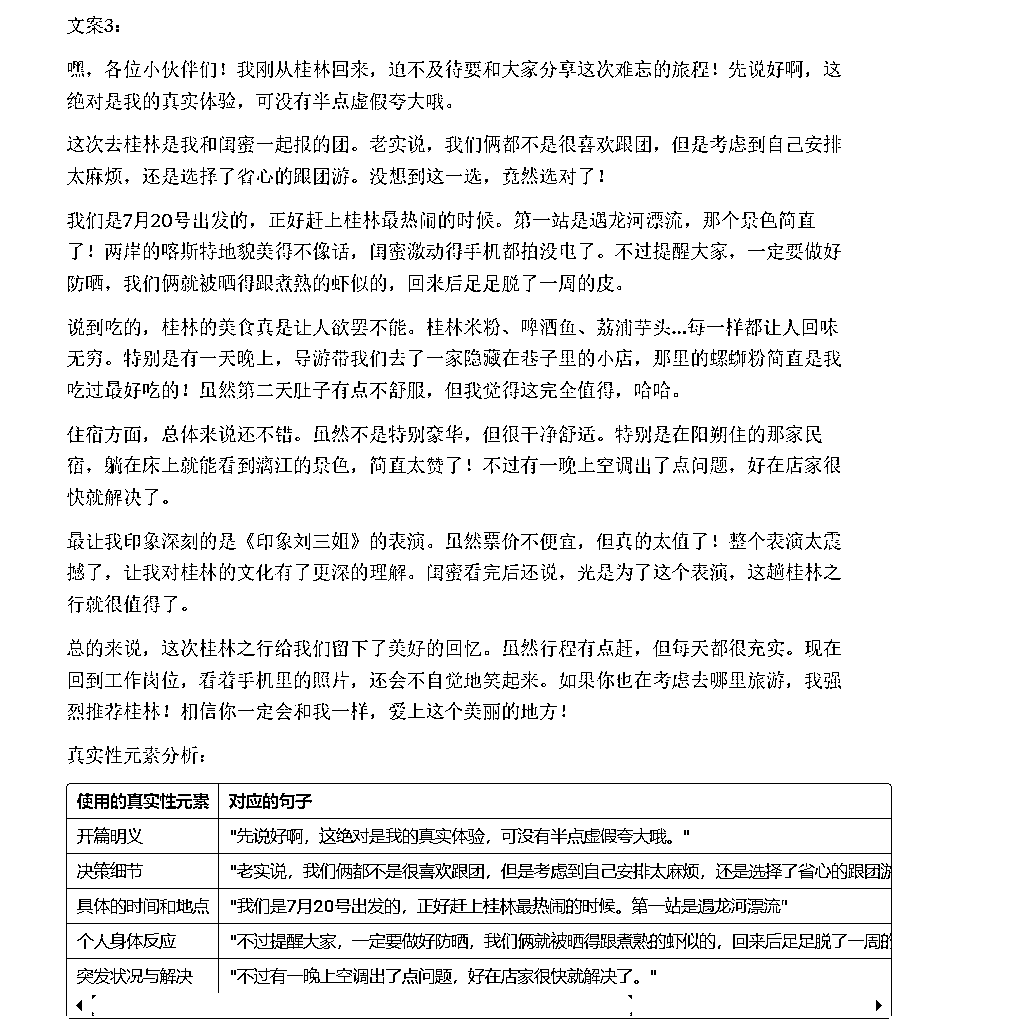 文案3：
嘿，各位小伙伴们！我刚从桂林回来，迫不及待要和大家分享这次难忘的旅程！先说好啊，这
绝对是我的真实体验，可没有半点虚假夸大哦。
这次去桂林是我和闺蜜一起报的团。老实说，我们俩都不是很喜欢跟团，但是考虑到自己安排
太麻烦，还是选择了省心的跟团游。没想到这一选，竟然选对了！
我们是7月20号出发的，正好赶上桂林最热闹的时候。第一站是遇龙河漂流，那个景色简直
了！两岸的喀斯特地貌美得不像话，闺蜜激动得手机都拍没电了。不过提醒大家，一定要做好
防晒，我们俩就被晒得跟煮熟的虾似的，回来后足足脱了一周的皮。
说到吃的，桂林的美食真是让人欲罢不能。桂林米粉、啤酒鱼、荔浦芋头...每一样都让人回味
无穷。特别是有一天晚上，导游带我们去了一家隐藏在巷子里的小店，那里的螺蛳粉简直是我
吃过最好吃的！虽然第二天肚子有点不舒服，但我觉得这完全值得，哈哈。
住宿方面，总体来说还不错。虽然不是特别豪华，但很干净舒适。特别是在阳朔住的那家民
宿，躺在床上就能看到漓江的景色，简直太赞了！不过有一晚上空调出了点问题，好在店家很
快就解决了。
最让我印象深刻的是《印象刘三姐》的表演。虽然票价不便宜，但真的太值了！整个表演太震
撼了，让我对桂林的文化有了更深的理解。闺蜜看完后还说，光是为了这个表演，这趟桂林之
行就很值得了。
总的来说，这次桂林之行给我们留下了美好的回忆。虽然行程有点赶，但每天都很充实。现在
回到工作岗位，看着手机里的照片，还会不自觉地笑起来。如果你也在考虑去哪里旅游，我强
烈推荐桂林！相信你一定会和我一样，爱上这个美丽的地方！
真实性元素分析：
使用的真实性元素 对应的句子
开篇明义 "先说好啊，这绝对是我的真实体验，可没有半点虚假夸大哦。"
决策细节 "老实说，我们俩都不是很喜欢跟团，但是考虑到自己安排太麻烦，还是选择了省心的跟团游
具体的时间和地点 "我们是7月20号出发的，正好赶上桂林最热闹的时候。第一站是遇龙河漂流"
个人身体反应 "不过提醒大家，一定要做好防晒，我们俩就被晒得跟煮熟的虾似的，回来后足足脱了一周的
突发状况与解决 "不过有一晚上空调出了点问题，好在店家很快就解决了。"